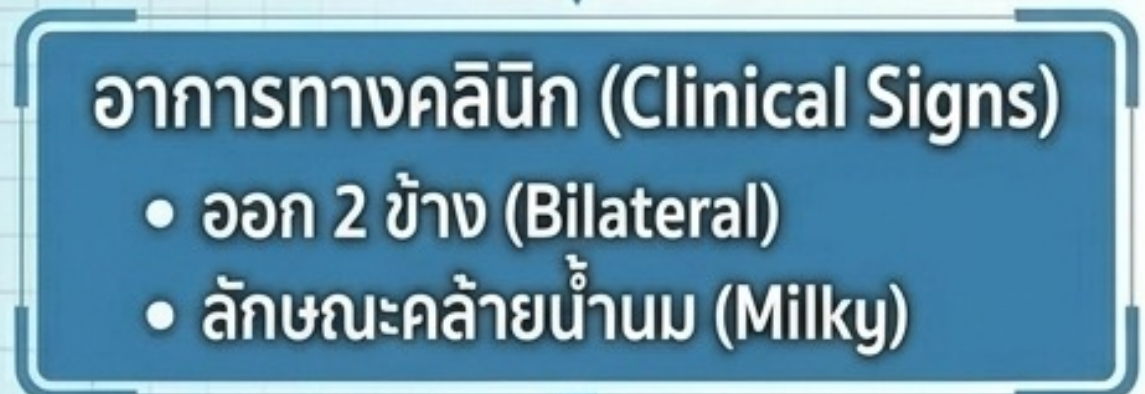 อาการทางคลินิก (Clinical Signs)
• ออก 2 ข้าง (Bilateral)
• ลักษณะคล้ายน้ำนม (Milky)